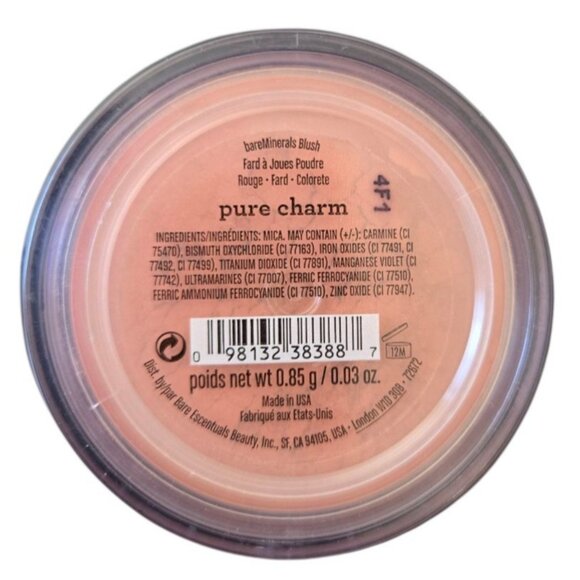 bareMinerals Blush
Fard à Joues Poudre
Rouge • Fard • Colorete
pure charm
4F1
INGREDIENTS/INGRÉDIENTS: MICA. MAY CONTAIN (+/-): CARMINE (CI
75470), BISMUTH OXYCHLORIDE (CI 77163), IRON OXIDES (CI 77491, CI
77492, CI 77499), TITANIUM DIOXIDE (CI 77891), MANGANESE VIOLET (CI
77742), ULTRAMARINES (CI 77007), FERRIC FERROCYANIDE (CI 77510),
FERRIC AMMONIUM FERROCYANIDE (CI 77510), ZINC OXIDE (CI 77947).
0 98132 38388 7
12M
poids net wt 0.85 g / 0.03 oz.
Made in USA
Fabriqué aux Etats-Unis
Dist. by/par Bare Escentuals Beauty, Inc., SF, CA 94105, USA • London W1D 3QB • 72672